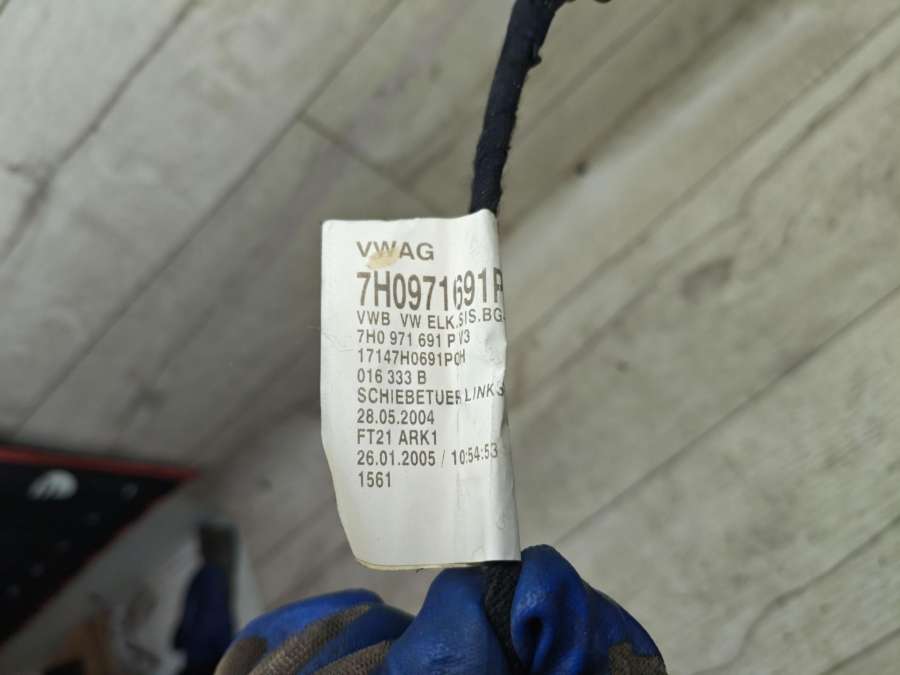 VWAG
7H0971691P
VWB VW ELK.SIS.BG.
7H0 971 691 P V3
17147H0691P0H
016 333 B
SCHIEBETUER LINKS
28.05.2004
FT21 ARK1
26.01.2005 / 10:54:53
1561